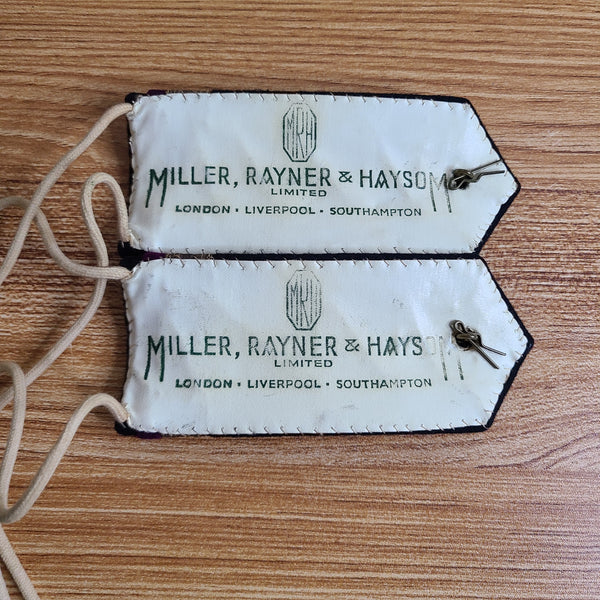 MRH
MILLER, RAYNER & HAYSOM
LIMITED
LONDON · LIVERPOOL · SOUTHAMPTON
MRH
MILLER, RAYNER & HAYSOM
LIMITED
LONDON · LIVERPOOL · SOUTHAMPTON